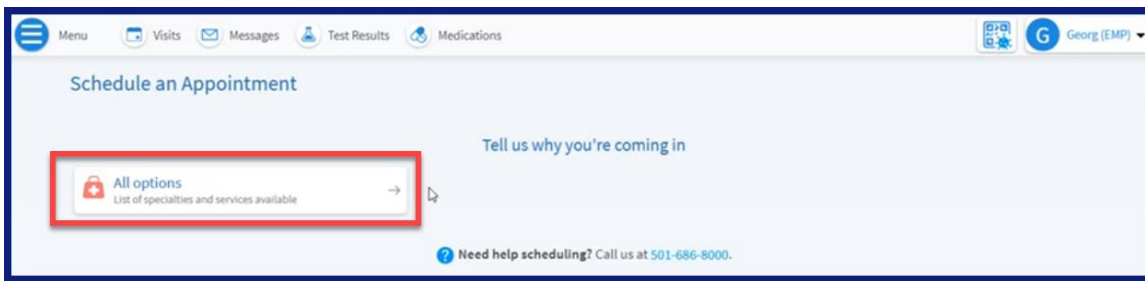 Menu Visits Messages Test Results Medications G Georg (EMP)
Schedule an Appointment
Tell us why you're coming in
All options
List of specialties and services available
Need help scheduling? Call us at 501-686-8000.